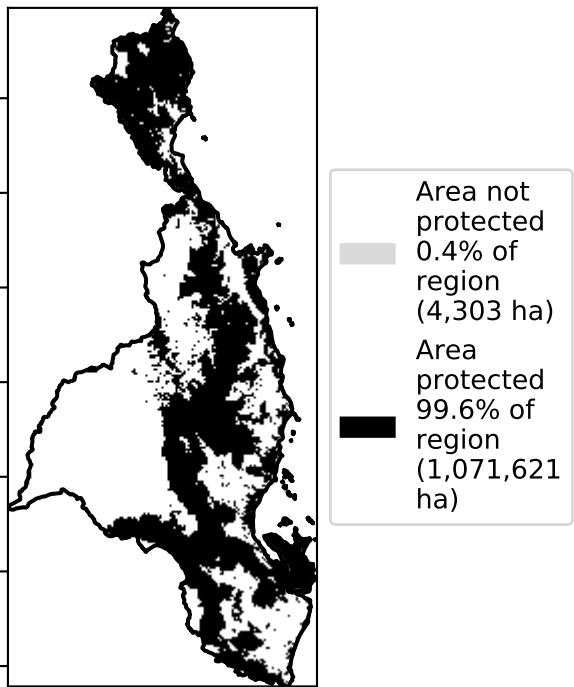 Area not
protected
0.4% of
region
(4,303 ha)
Area
protected
99.6% of
region
(1,071,621
ha)